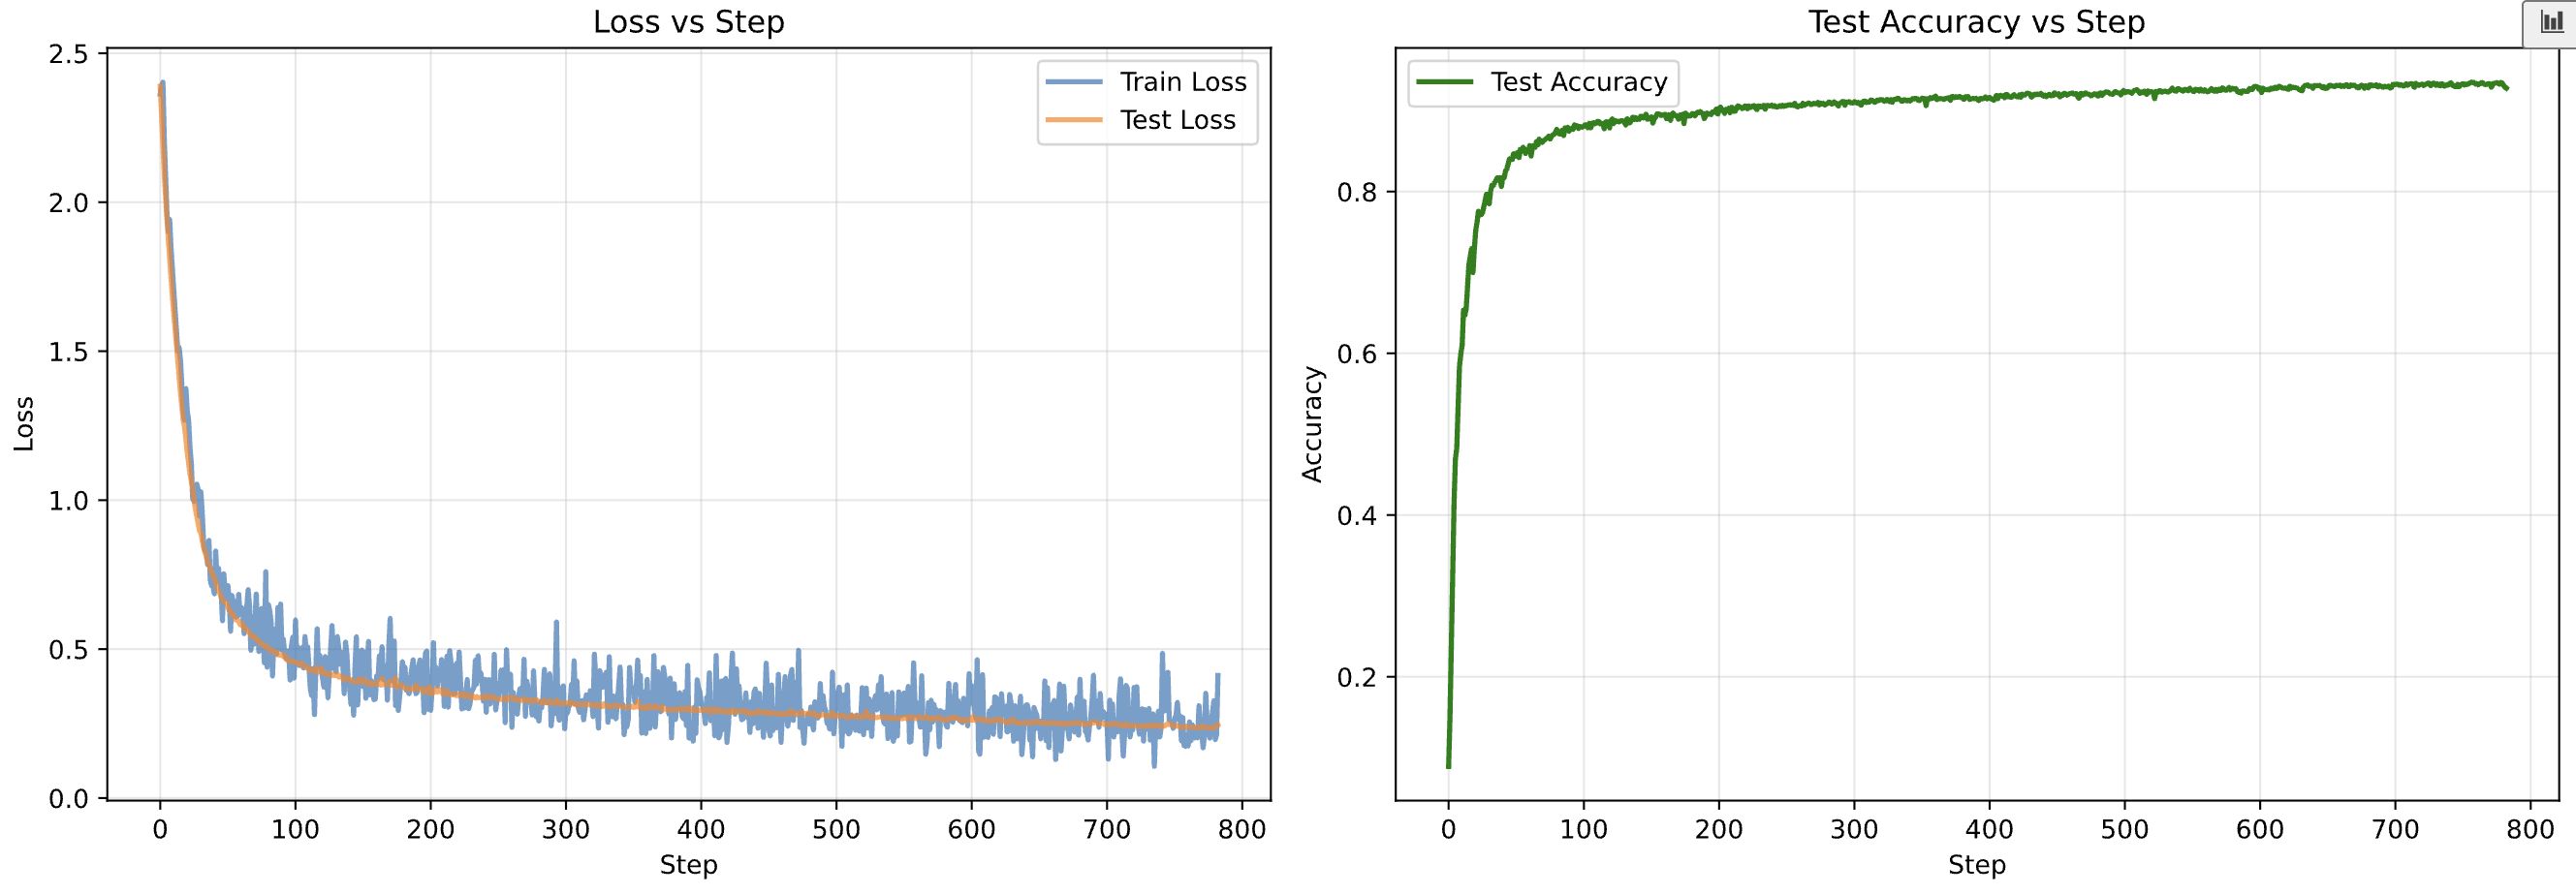 Loss vs Step
2.5
2.0
1.5
1.0
0.5
0.0
Loss
Train Loss
Test Loss
0 100 200 300 400 500 600 700 800
Step
Test Accuracy vs Step
Test Accuracy
0.8
0.6
0.4
0.2
Accuracy
0 100 200 300 400 500 600 700 800
Step